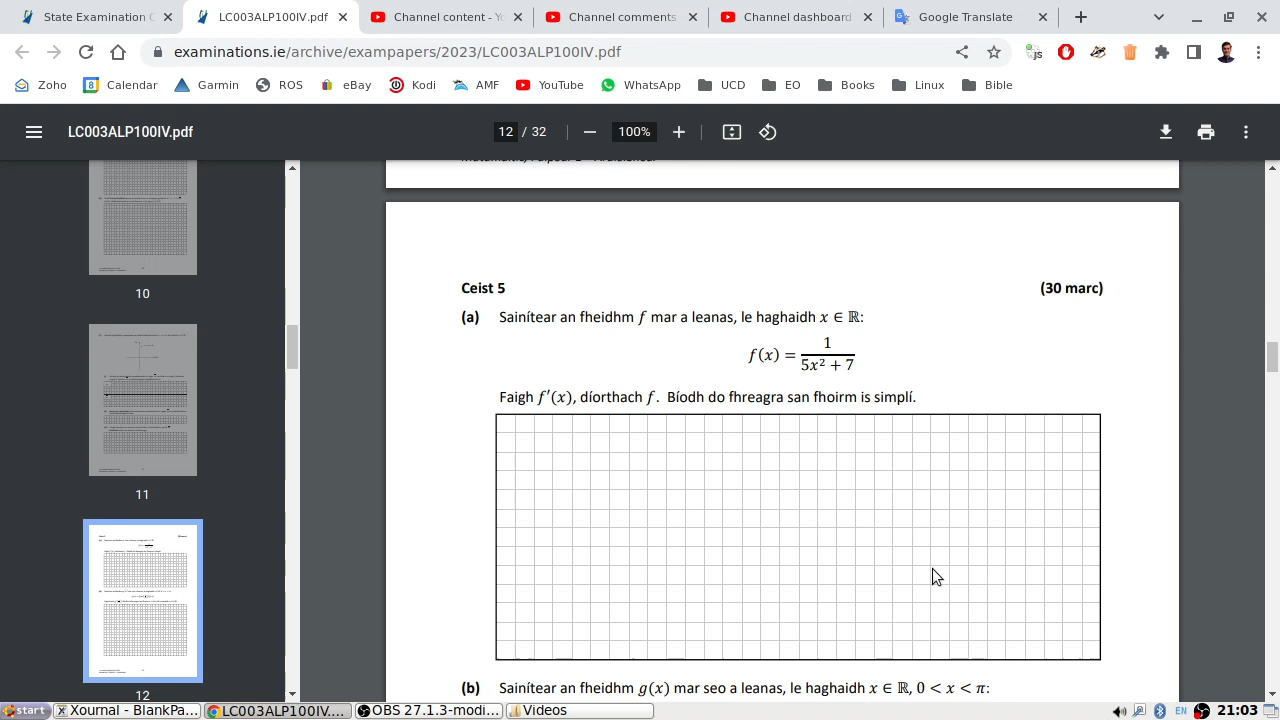 State Examination C
LC003ALP100IV.pdf
Channel content - Yo
Channel comments
Channel dashboard
Google Translate
examinations.ie/archive/exampapers/2023/LC003ALP100IV.pdf
JS
Zoho
8 Calendar
Garmin
ROS
eBay
Kodi
AMF
YouTube
WhatsApp
UCD
EO
Books
Linux
Bible
LC003ALP100IV.pdf
12 / 32
100%
10
11
12
Ceist 5
(30 marc)
(a) Sainítear an fheidhm f mar a leanas, le haghaidh x ∈ ℝ:
f(x) = 1 / (5x² + 7)
Faigh f′(x), díorthach f. Bíodh do fhreagra san fhoirm is simplí.
(b) Sainítear an fheidhm g(x) mar seo a leanas, le haghaidh x ∈ ℝ, 0 < x < π:
start
Xournal - BlankPa...
LC003ALP100IV....
OBS 27.1.3-modi...
Videos
EN
21:03